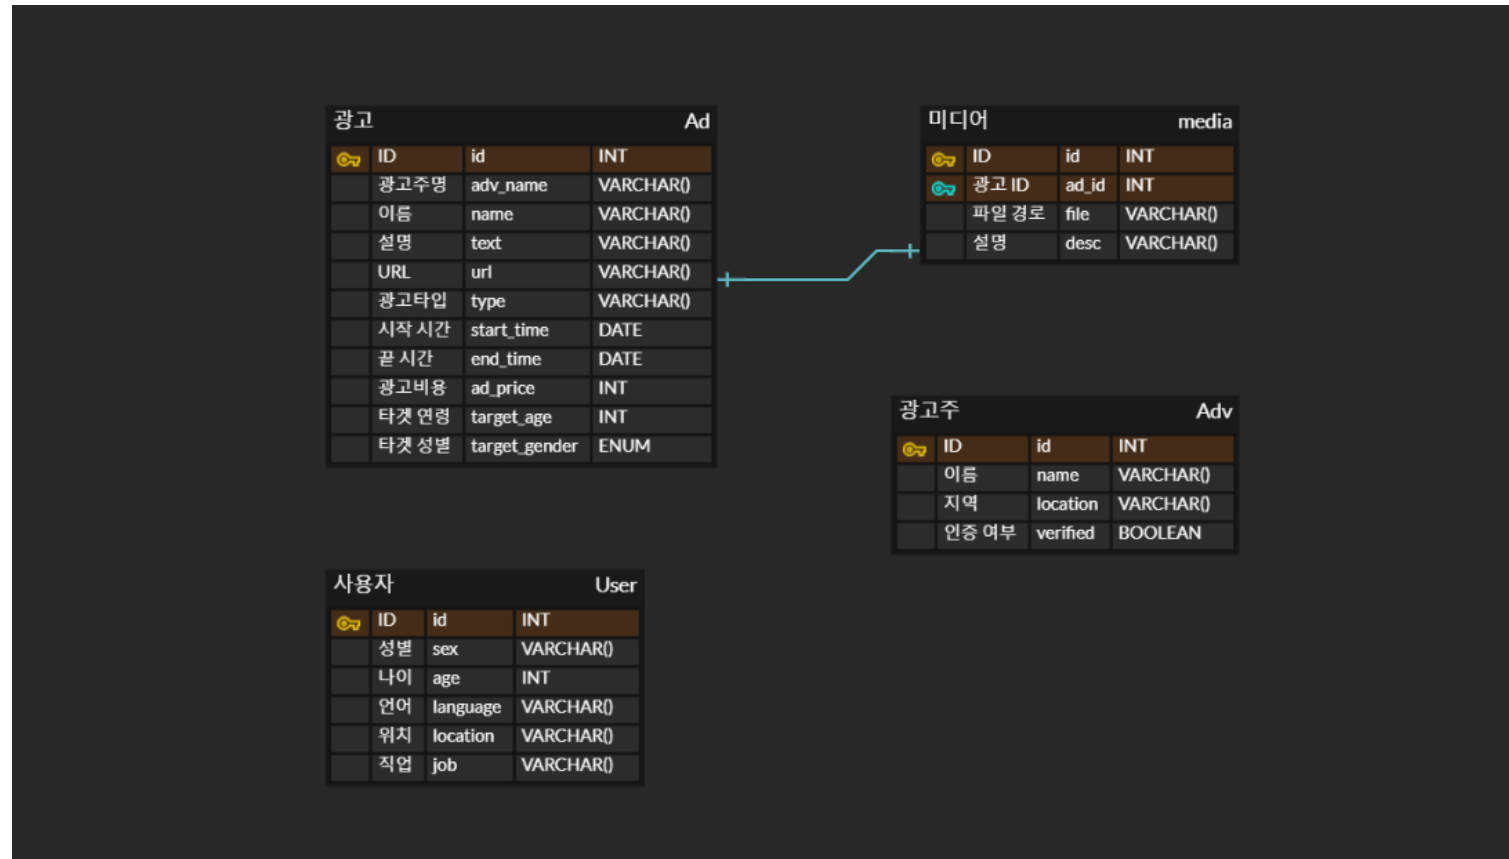 광고 Ad
ID id INT
광고주명 adv_name VARCHAR()
이름 name VARCHAR()
설명 text VARCHAR()
URL url VARCHAR()
광고타입 type VARCHAR()
시작 시간 start_time DATE
끝 시간 end_time DATE
광고비용 ad_price INT
타겟 연령 target_age INT
타겟 성별 target_gender ENUM
미디어 media
ID id INT
광고 ID ad_id INT
파일 경로 file VARCHAR()
설명 desc VARCHAR()
광고주 Adv
ID id INT
이름 name VARCHAR()
지역 location VARCHAR()
인증 여부 verified BOOLEAN
사용자 User
ID id INT
성별 sex VARCHAR()
나이 age INT
언어 language VARCHAR()
위치 location VARCHAR()
직업 job VARCHAR()